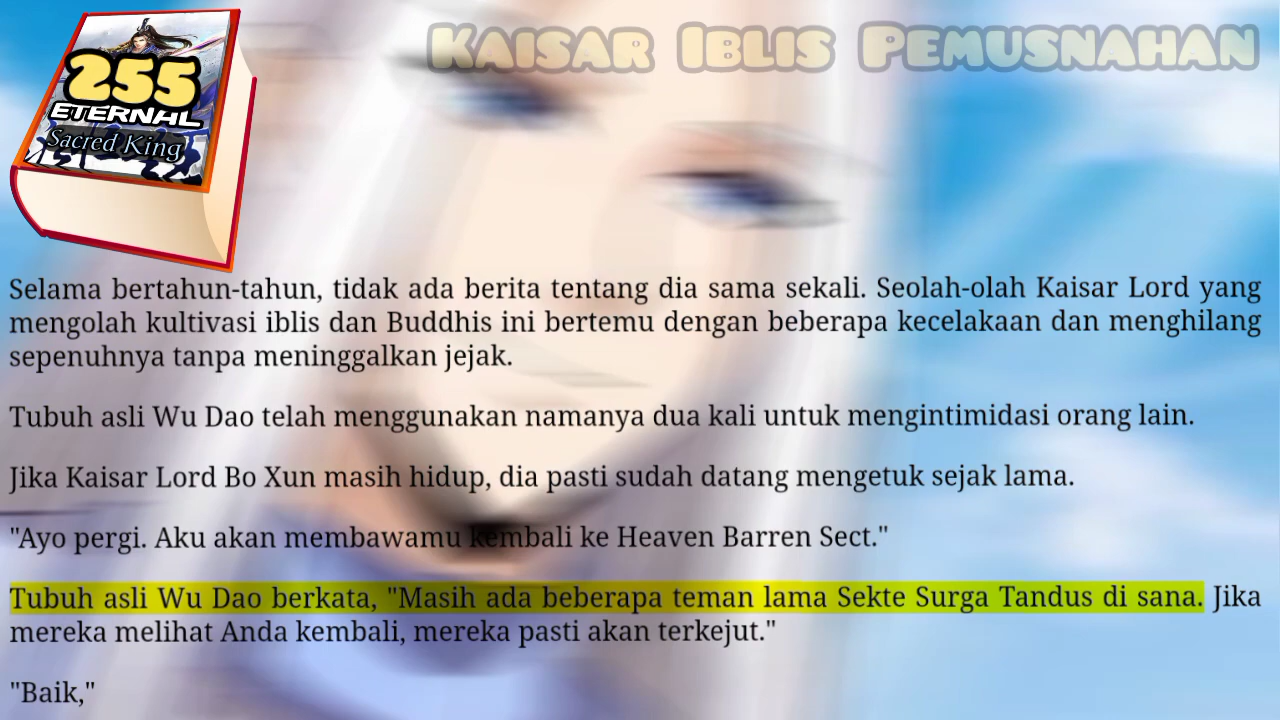 Kaisar Iblis Pemusnahan
255
ETERNAL
Sacred King
Selama bertahun-tahun, tidak ada berita tentang dia sama sekali. Seolah-olah Kaisar Lord yang
mengolah kultivasi iblis dan Buddhis ini bertemu dengan beberapa kecelakaan dan menghilang
sepenuhnya tanpa meninggalkan jejak.
Tubuh asli Wu Dao telah menggunakan namanya dua kali untuk mengintimidasi orang lain.
Jika Kaisar Lord Bo Xun masih hidup, dia pasti sudah datang mengetuk sejak lama.
"Ayo pergi. Aku akan membawamu kembali ke Heaven Barren Sect."
Tubuh asli Wu Dao berkata, "Masih ada beberapa teman lama Sekte Surga Tandus di sana. Jika
mereka melihat Anda kembali, mereka pasti akan terkejut."
"Baik,"